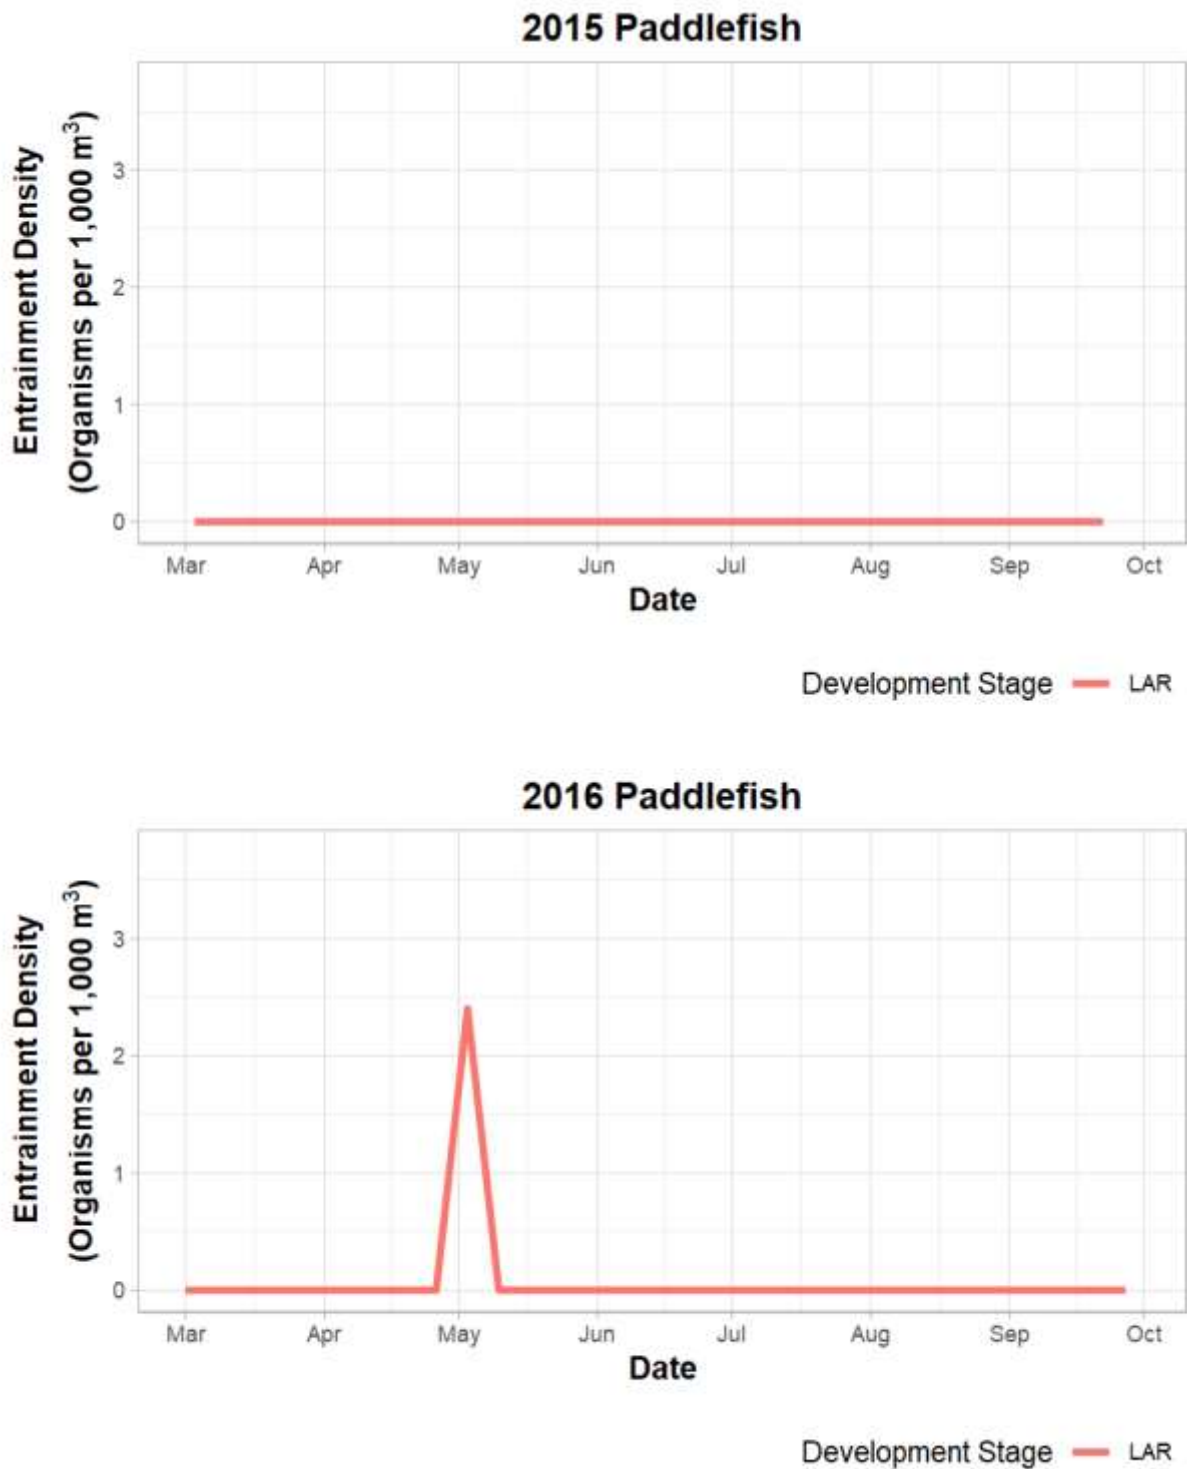 2015 Paddlefish
Entrainment Density
(Organisms per 1,000 m³)
3
2
1
0
Mar Apr May Jun Jul Aug Sep Oct
Date
Development Stage LAR
2016 Paddlefish
Entrainment Density
(Organisms per 1,000 m³)
3
2
1
0
Mar Apr May Jun Jul Aug Sep Oct
Date
Development Stage LAR